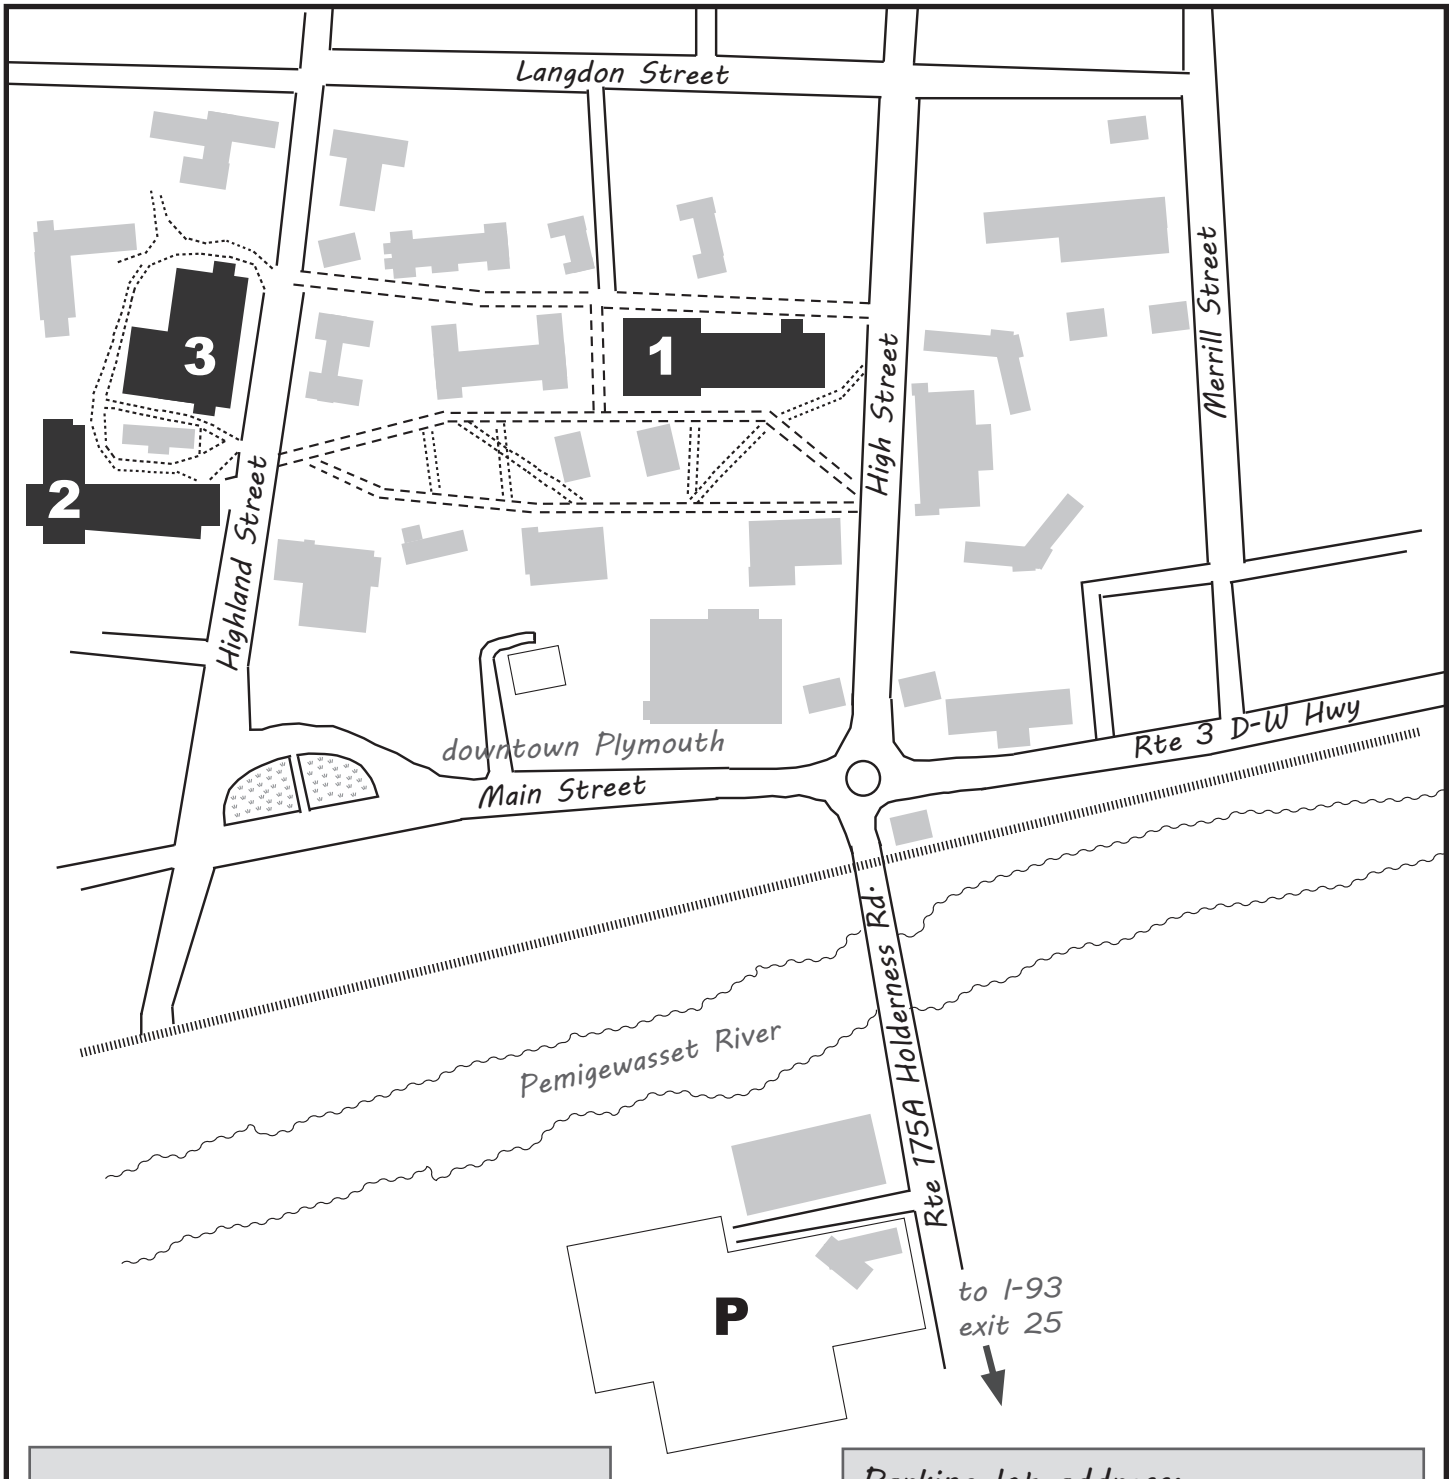 Langdon Street
Merrill Street
3
1
High Street
2
Highland Street
downtown Plymouth
Rte 3 D-W Hwy
Main Street
Rte 175A Holderness Rd.
Pemigewasset River
to I-93
exit 25
P